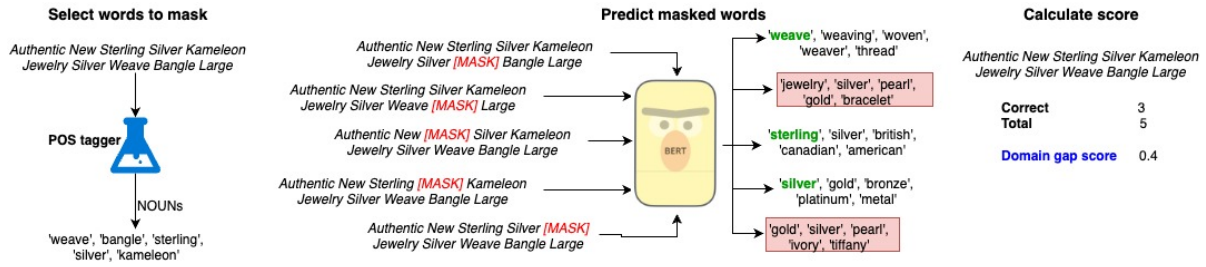 Select words to mask
Authentic New Sterling Silver Kameleon
Jewelry Silver Weave Bangle Large
POS tagger
NOUNs
'weave', 'bangle', 'sterling',
'silver', 'kameleon'
Predict masked words
Authentic New Sterling Silver Kameleon
Jewelry Silver [MASK] Bangle Large
Authentic New Sterling Silver Kameleon
Jewelry Silver Weave [MASK] Large
Authentic New [MASK] Silver Kameleon
Jewelry Silver Weave Bangle Large
Authentic New Sterling [MASK] Kameleon
Jewelry Silver Weave Bangle Large
Authentic New Sterling Silver [MASK]
Jewelry Silver Weave Bangle Large
BERT
'weave', 'weaving', 'woven',
'weaver', 'thread'
'jewelry', 'silver', 'pearl',
'gold', 'bracelet'
'sterling', 'silver', 'british',
'canadian', 'american'
'silver', 'gold', 'bronze',
'platinum', 'metal'
'gold', 'silver', 'pearl',
'ivory', 'tiffany'
Calculate score
Authentic New Sterling Silver Kameleon
Jewelry Silver Weave Bangle Large
Correct 3
Total 5
Domain gap score 0.4